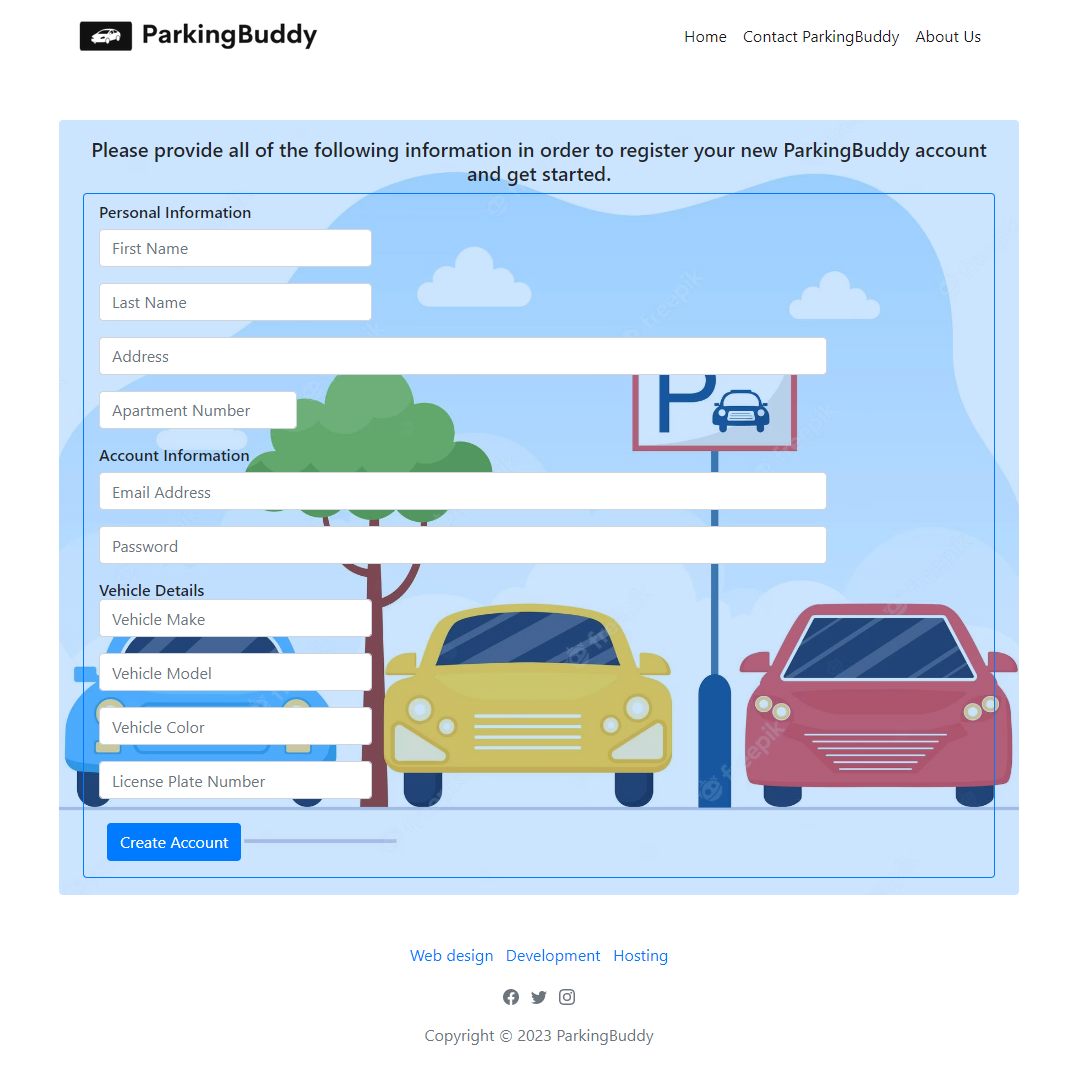 ParkingBuddy
Home Contact ParkingBuddy About Us
Please provide all of the following information in order to register your new ParkingBuddy account
and get started.
Personal Information
First Name
Last Name
Address
P
Apartment Number
Account Information
Email Address
Password
Vehicle Details
Vehicle Make
Vehicle Model
Vehicle Color
License Plate Number
Create Account
Web design Development Hosting
Copyright © 2023 ParkingBuddy
freepik
freepik